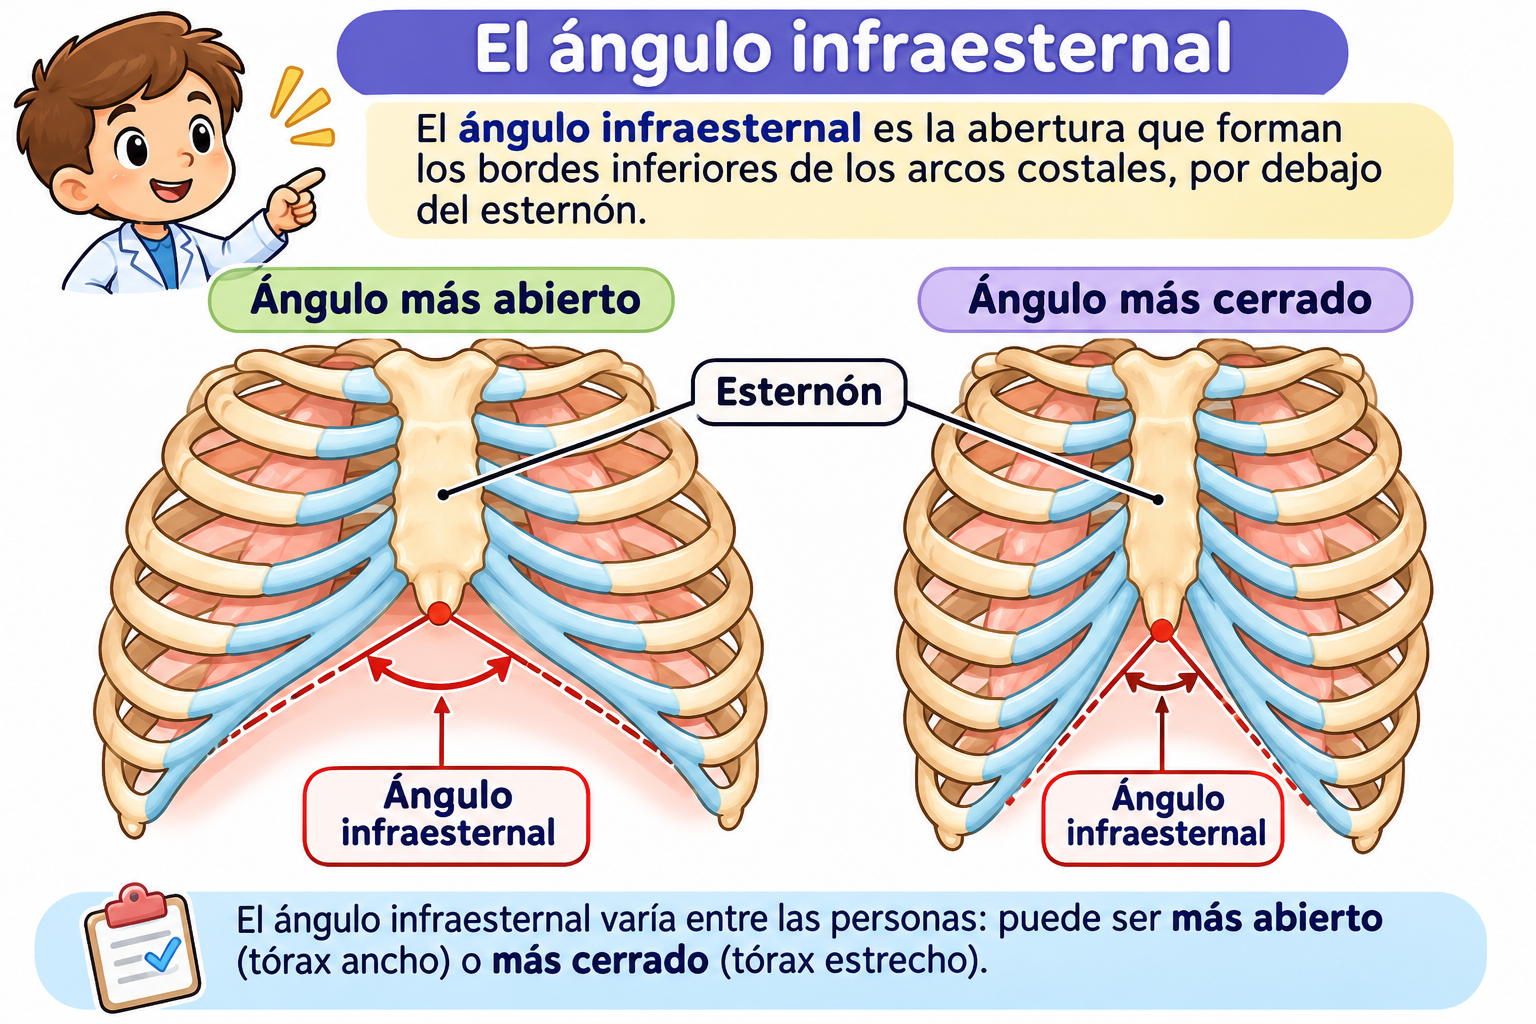 El ángulo infraesternal
El ángulo infraesternal es la abertura que forman
los bordes inferiores de los arcos costales, por debajo
del esternón.
Ángulo más abierto
Ángulo más cerrado
Esternón
Ángulo
infraesternal
Ángulo
infraesternal
El ángulo infraesternal varía entre las personas: puede ser más abierto
(tórax ancho) o más cerrado (tórax estrecho).